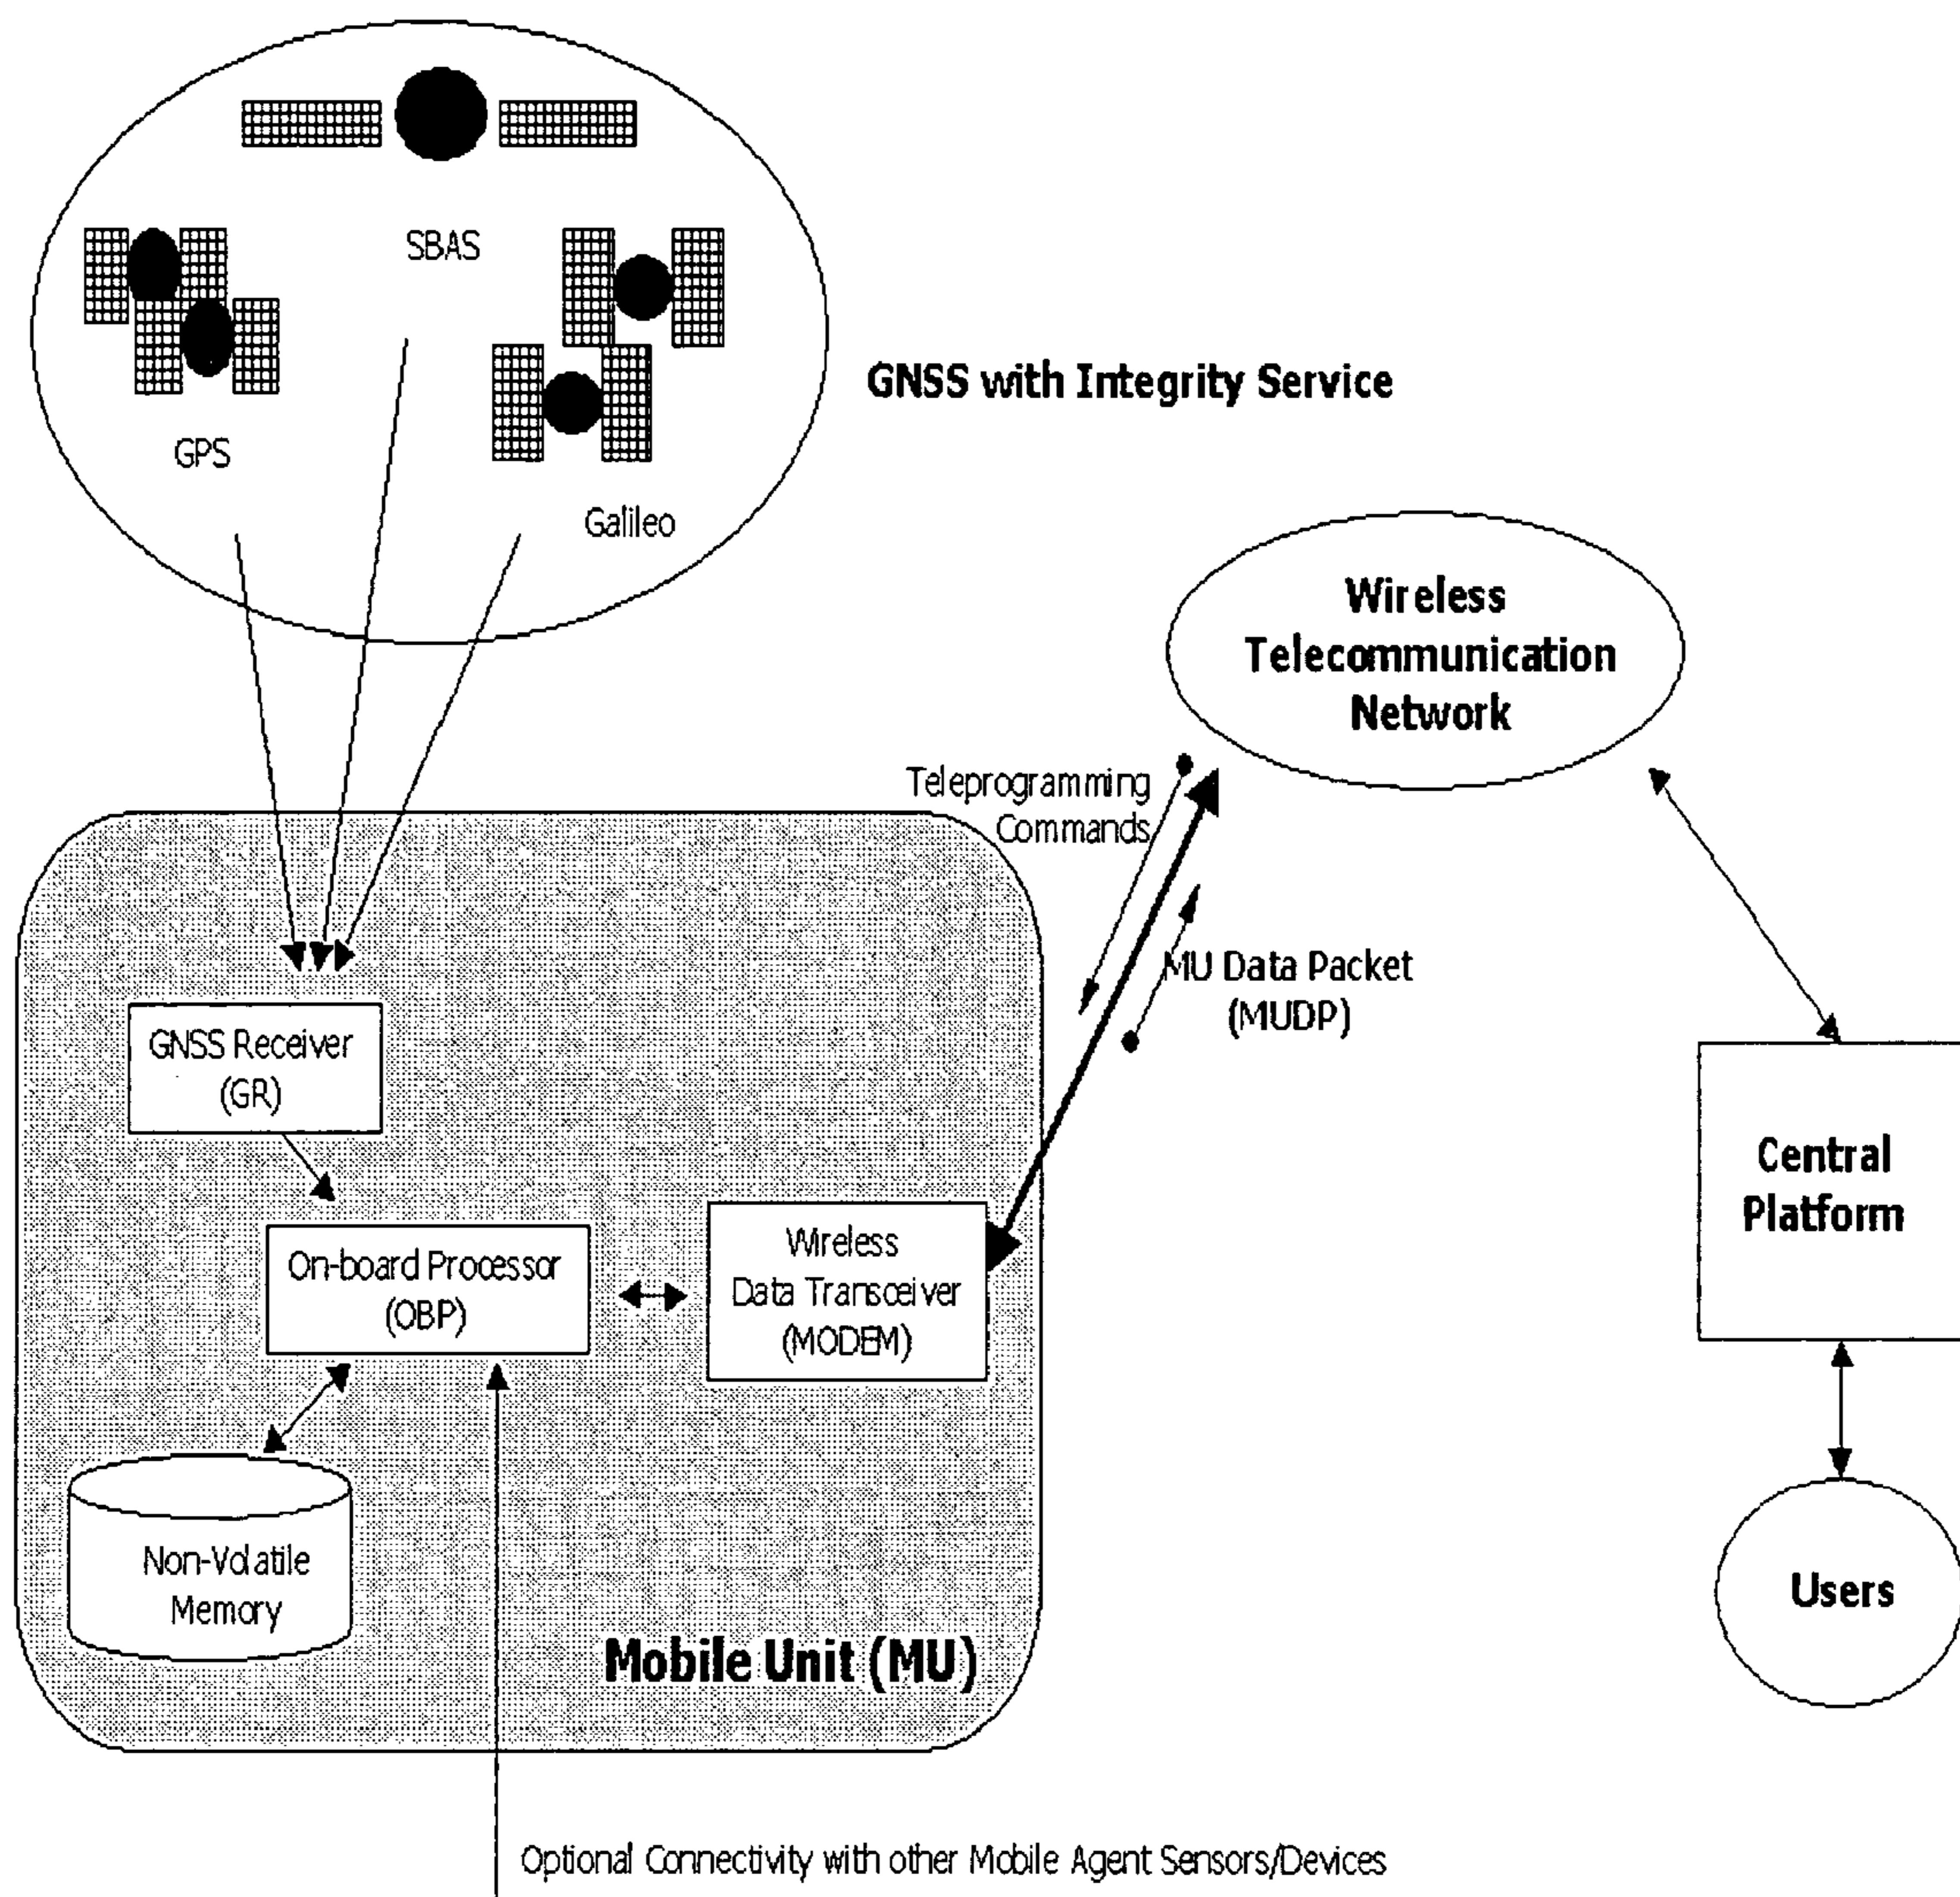 SBAS
GPS
Galileo
GNSS with Integrity Service
Wireless
Telecommunication
Network
Teleprogramming
Commands
MU Data Packet
(MUDP)
GNSS Receiver
(GR)
On-board Processor
(OBP)
Wireless
Data Transceiver
(MODEM)
Central
Platform
Non-Volatile
Memory
Users
Mobile Unit (MU)
Optional Connectivity with other Mobile Agent Sensors/Devices